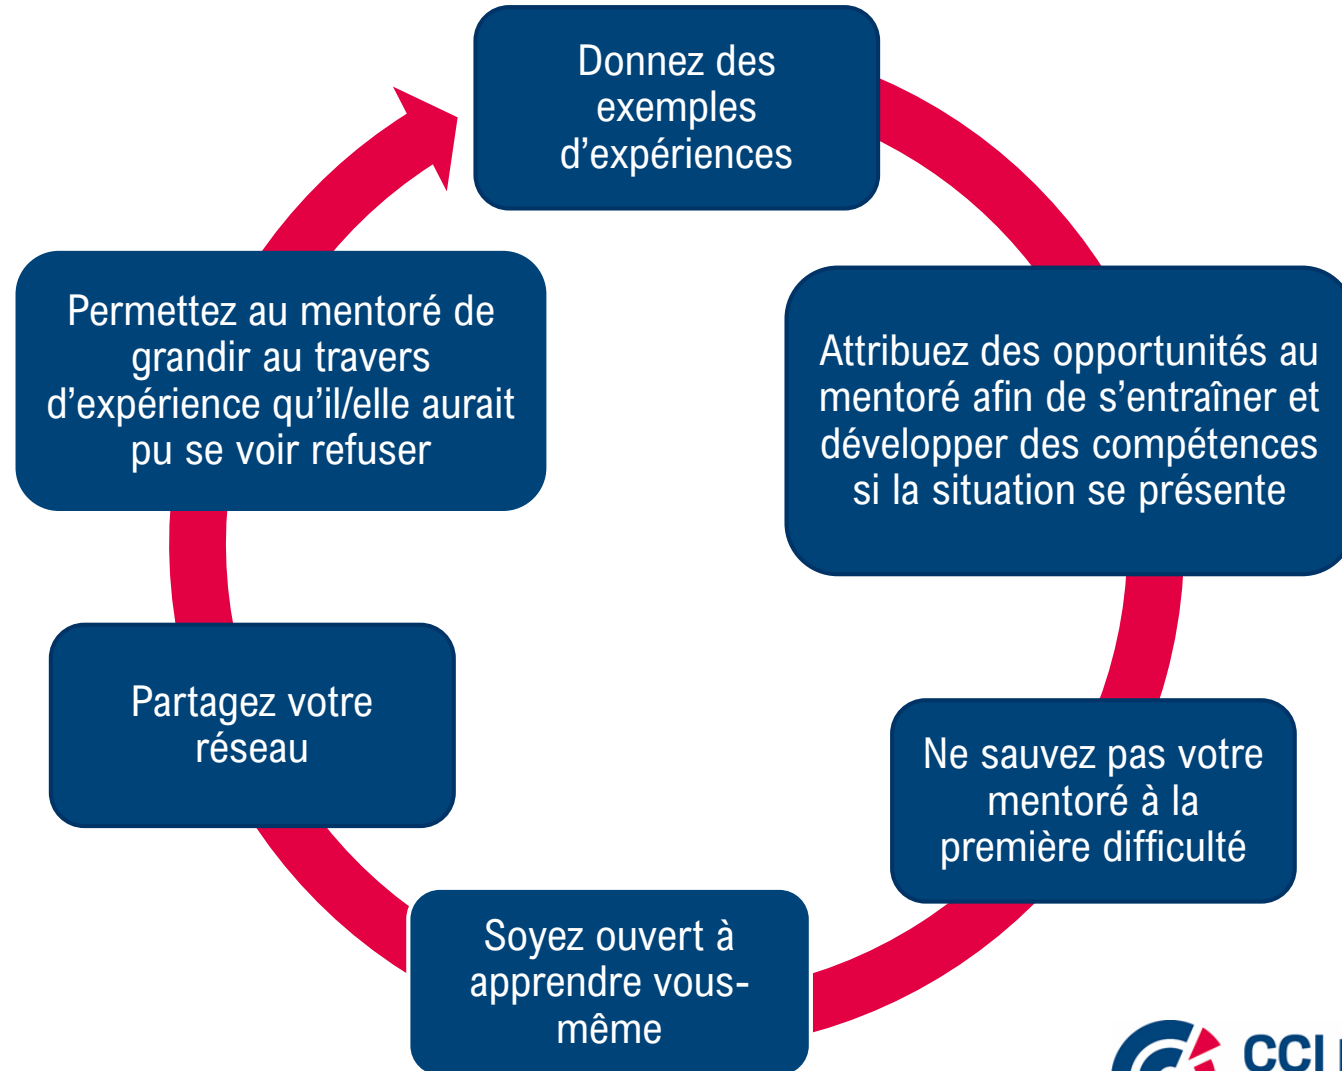 Donnez des
exemples
d’expériences
Attribuez des opportunités au
mentoré afin de s’entraîner et
développer des compétences
si la situation se présente
Ne sauvez pas votre
mentoré à la
première difficulté
Soyez ouvert à
apprendre vous-
même
Partagez votre
réseau
Permettez au mentoré de
grandir au travers
d’expérience qu’il/elle aurait
pu se voir refuser
CCI